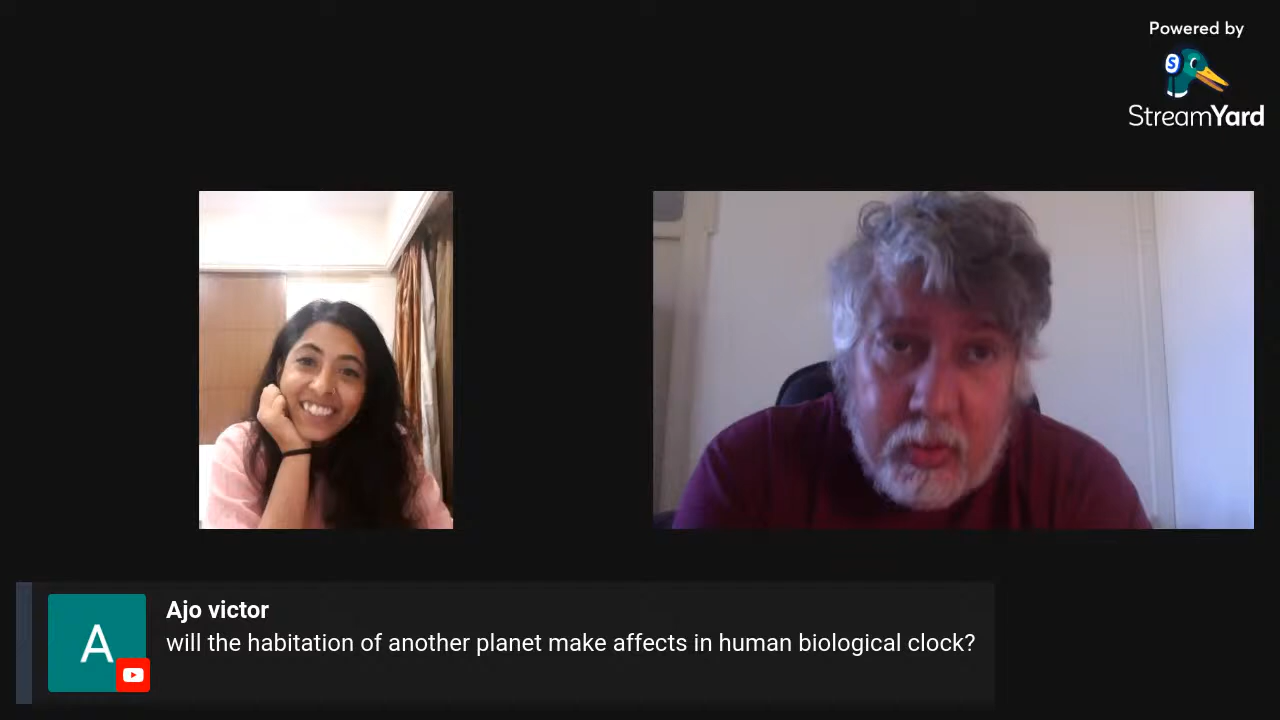 Powered by
S
StreamYard
Ajo victor
A
will the habitation of another planet make affects in human biological clock?